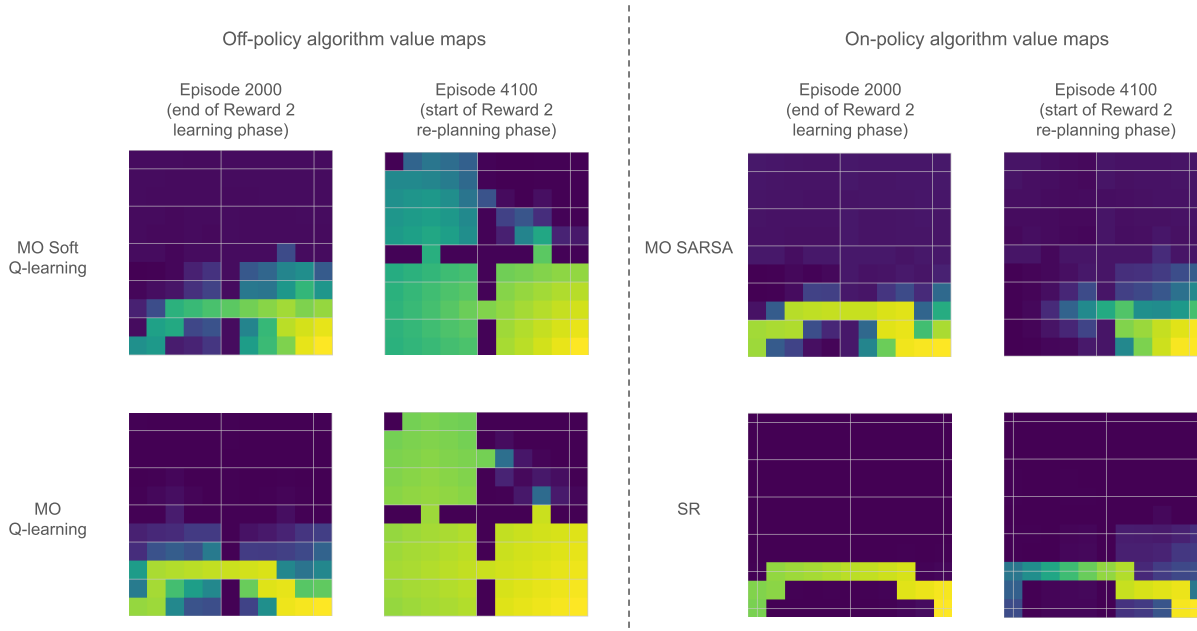 Off-policy algorithm value maps
On-policy algorithm value maps
Episode 2000
(end of Reward 2
learning phase)
Episode 4100
(start of Reward 2
re-planning phase)
Episode 2000
(end of Reward 2
learning phase)
Episode 4100
(start of Reward 2
re-planning phase)
MO Soft
Q-learning
MO SARSA
MO
Q-learning
SR